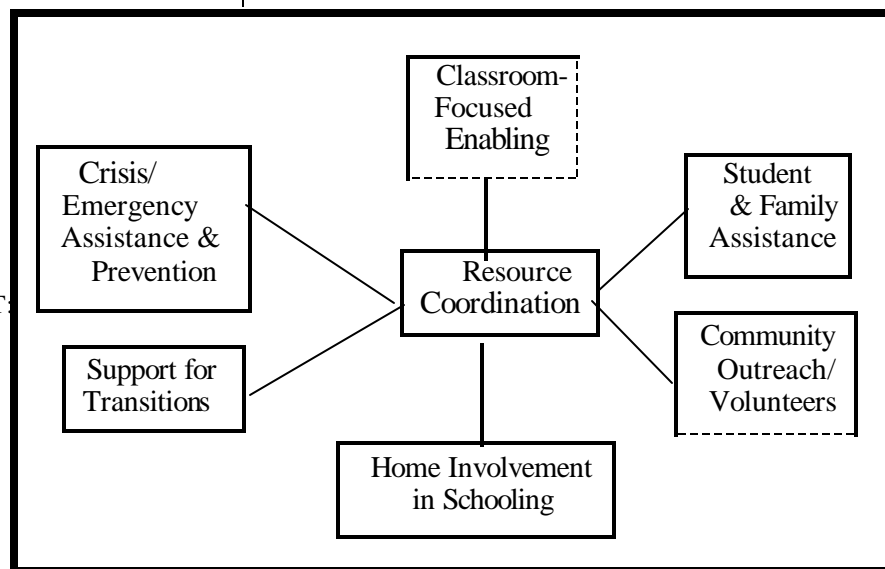 Classroom-
Focused
Enabling
Crisis/
Emergency
Assistance &
Prevention
Student
& Family
Assistance
Resource
Coordination
T:
Support for
Transitions
Community
Outreach/
Volunteers
Home Involvement
in Schooling